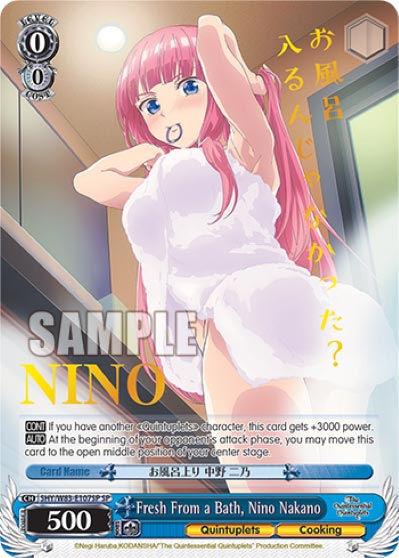 LEVEL
0
0
COST
お風呂
入るんじゃなかった？
SAMPLE
NINO
CONT If you have another «Quintuplets» character, this card gets +3000 power.
AUTO At the beginning of your opponent's attack phase, you may move this
card to the open middle position of your center stage.
Card Name
お風呂上り 中野 二乃
CH
5HY/W83-E107SP SP
Fresh From a Bath, Nino Nakano
The
Quintessential
Quintuplets
500
Quintuplets
Cooking
©Negi Haruba,KODANSHA/"The Quintessential Quintuplets" Production Committee